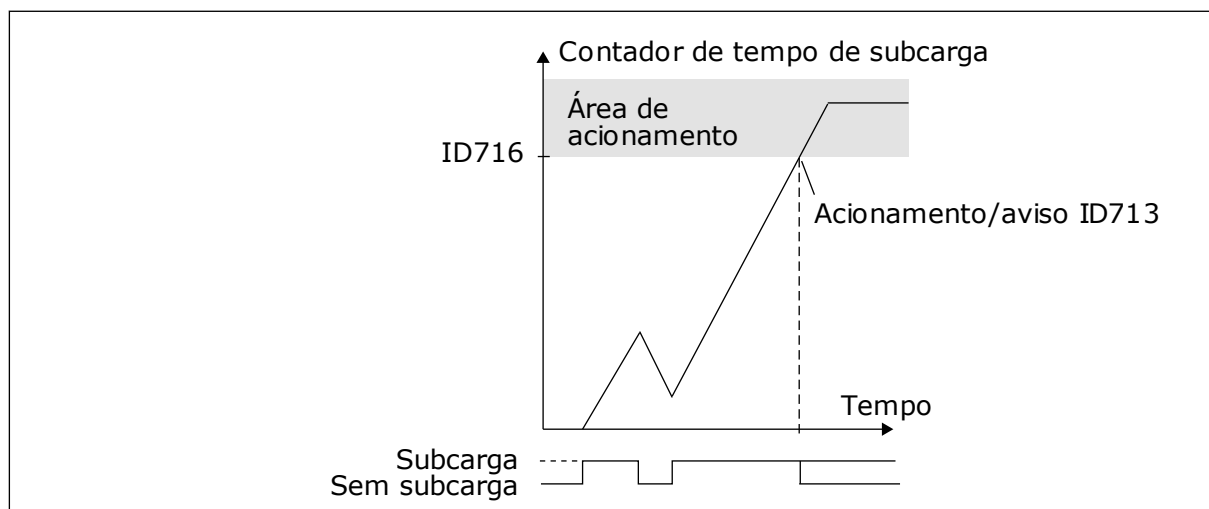 Contador de tempo de subcarga
Área de
acionamento
ID716
Acionamento/aviso ID713
Tempo
Subcarga
Sem subcarga